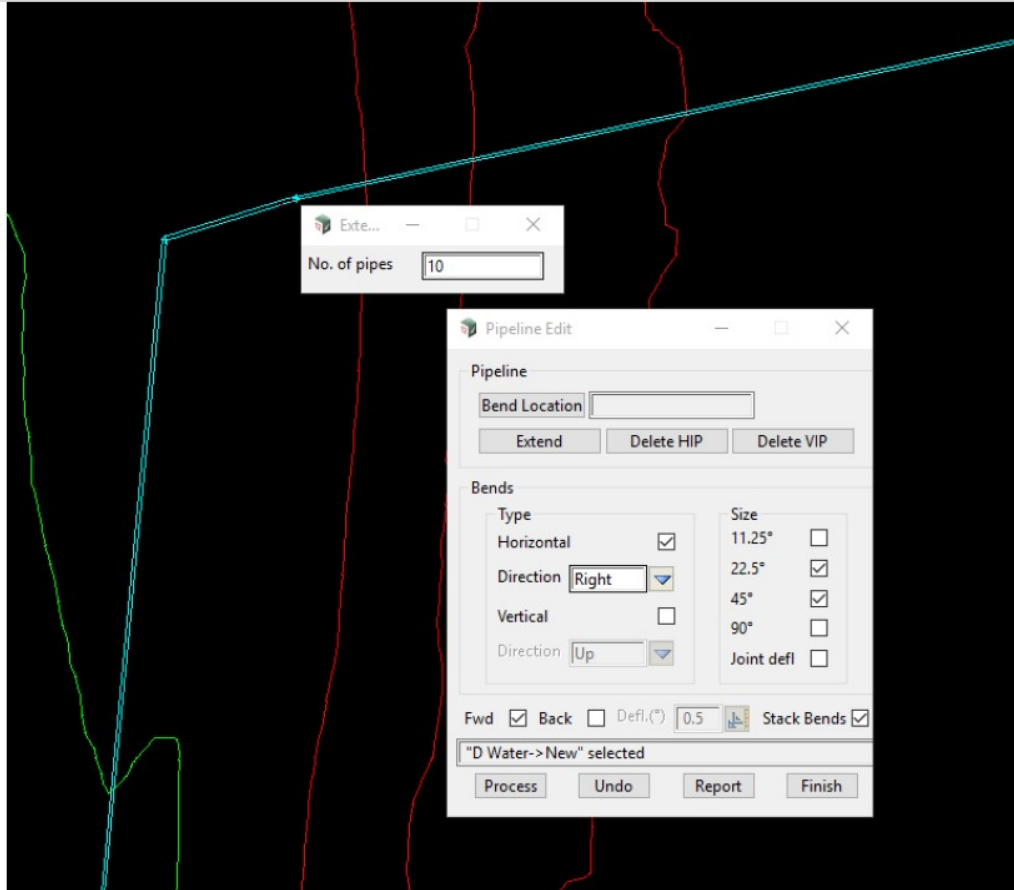 Exte...
No. of pipes 10
Pipeline Edit
Pipeline
Bend Location
Extend Delete HIP Delete VIP
Bends
Type
Horizontal
Direction Right
Vertical
Direction Up
Size
11.25°
22.5°
45°
90°
Joint defl
Fwd Back Defl.(°) 0.5 Stack Bends
"D Water->New" selected
Process Undo Report Finish